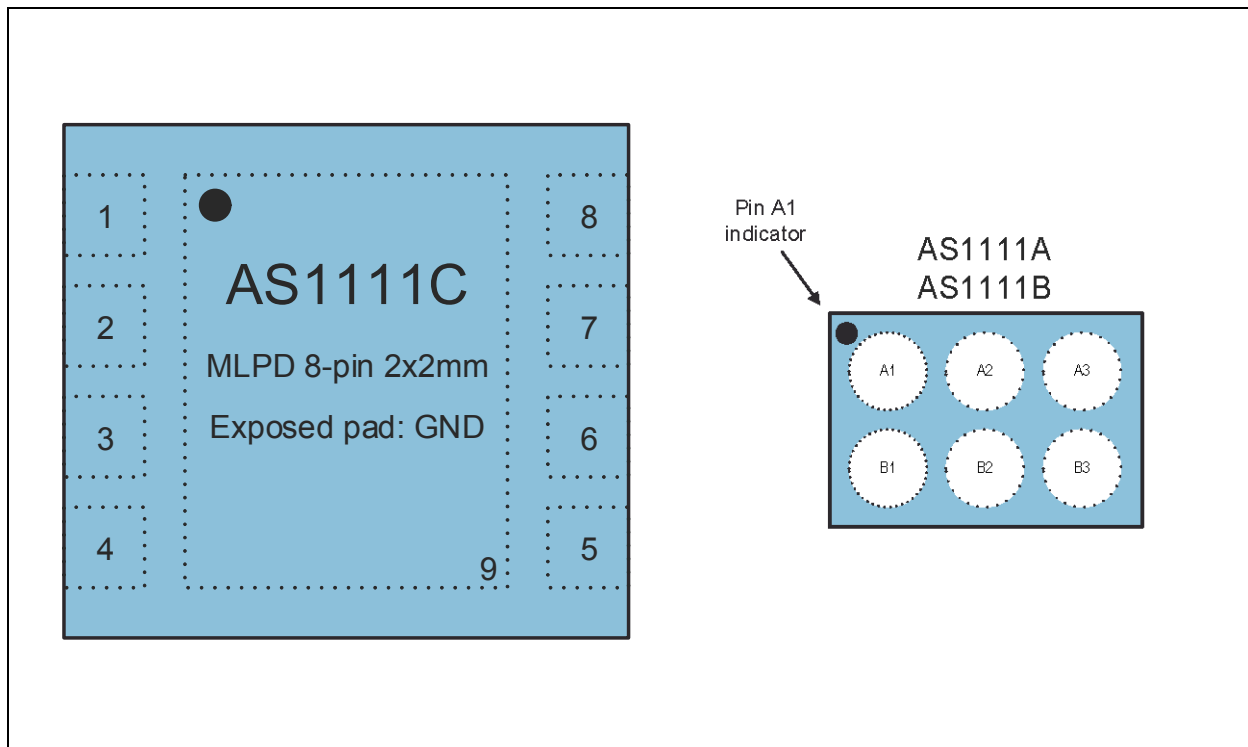 1
2
3
4
AS1111C
MLPD 8-pin 2x2mm
Exposed pad: GND
9
8
7
6
5
Pin A1
indicator
AS1111A
AS1111B
A1 A2 A3
B1 B2 B3